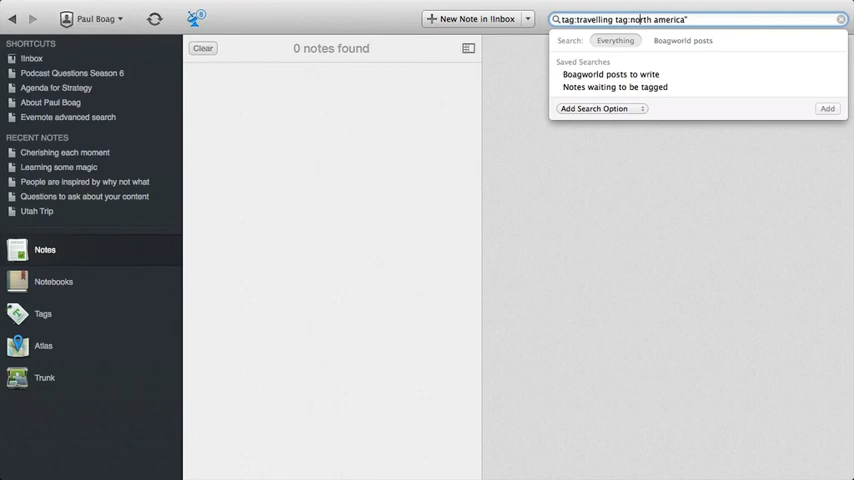 Paul Boag
+ New Note in !Inbox
tag:travelling tag:north america"
SHORTCUTS
!Inbox
Podcast Questions Season 6
Agenda for Strategy
About Paul Boag
Evernote advanced search
RECENT NOTES
Cherishing each moment
Learning some magic
People are inspired by why not what
Questions to ask about your content
Utah Trip
Notes
Notebooks
Tags
Atlas
Trunk
Clear
0 notes found
Search: Everything Boagworld posts
Saved Searches
Boagworld posts to write
Notes waiting to be tagged
Add Search Option
Add